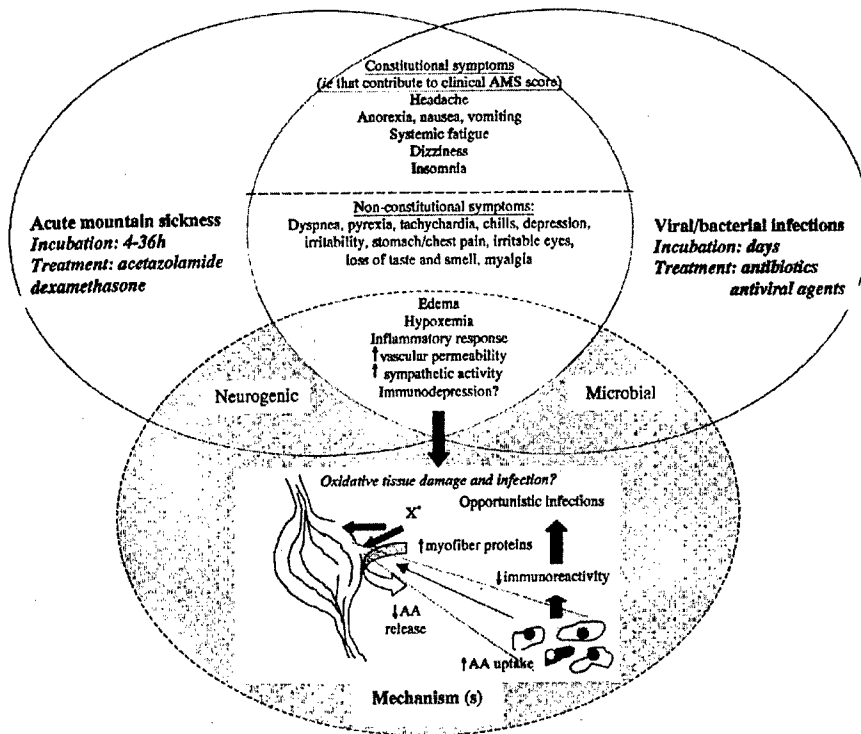 Constitutional symptoms
(ie that contribute to clinical AMS score)
Headache
Anorexia, nausea, vomiting
Systemic fatigue
Dizziness
Insomnia
Acute mountain sickness
Incubation: 4-36h
Treatment: acetazolamide
dexamethasone
Non-constitutional symptoms:
Dyspnea, pyrexia, tachycardia, chills, depression,
irritability, stomach/chest pain, irritable eyes,
loss of taste and smell, myalgia
Viral/bacterial infections
Incubation: days
Treatment: antibiotics
antiviral agents
Edema
Hypoxemia
Inflammatory response
↑vascular permeability
↑ sympathetic activity
Immunodepression?
Neurogenic
Microbial
Oxidative tissue damage and infection?
Opportunistic infections
X•
↑myofiber proteins
↓immunoreactivity
↓AA
release
↑AA uptake
Mechanism (s)